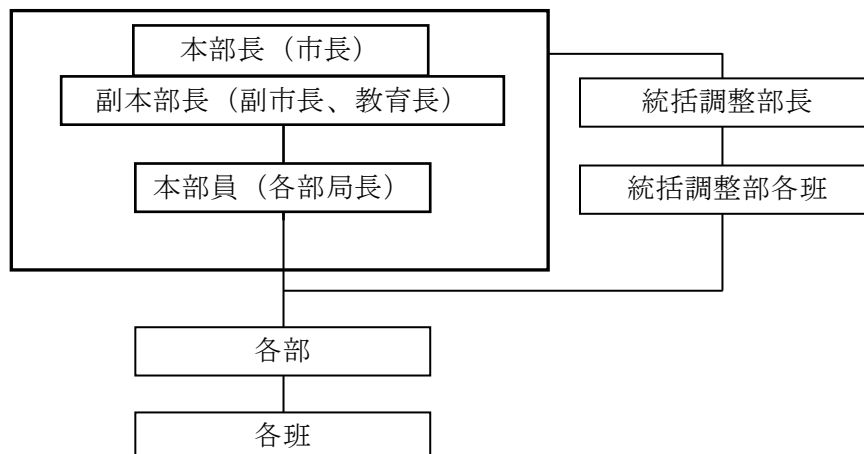 本部長（市長）
副本部長（副市長、教育長）
本部員（各部局長）
統括調整部長
統括調整部各班
各部
各班